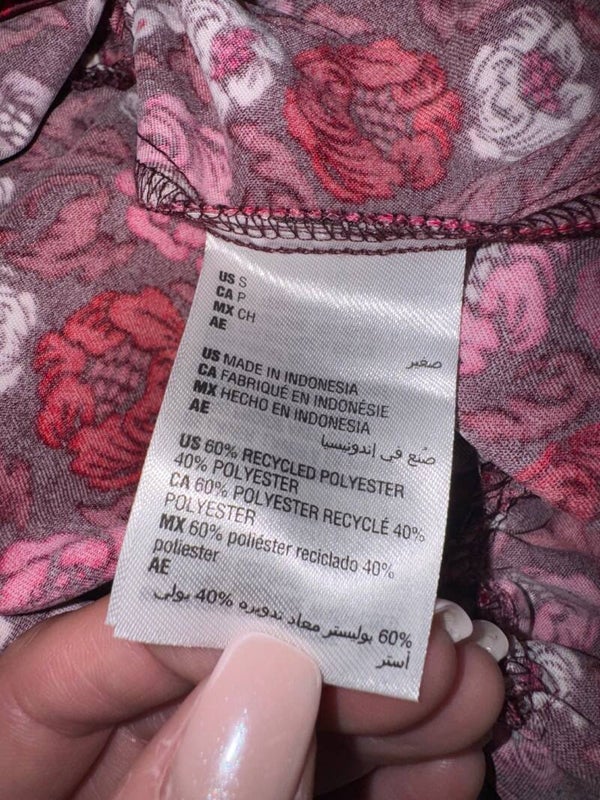 US S
CA P
MX CH
AE
صغير
US MADE IN INDONESIA
CA FABRIQUÉ EN INDONÉSIE
MX HECHO EN INDONESIA
AE
صنع في إندونيسيا
US 60% RECYCLED POLYESTER
40% POLYESTER
CA 60% POLYESTER RECYCLÉ 40%
POLYESTER
MX 60% poliéster reciclado 40%
poliester
AE
60% بوليستر معاد تدويره 40% بولي
أستر